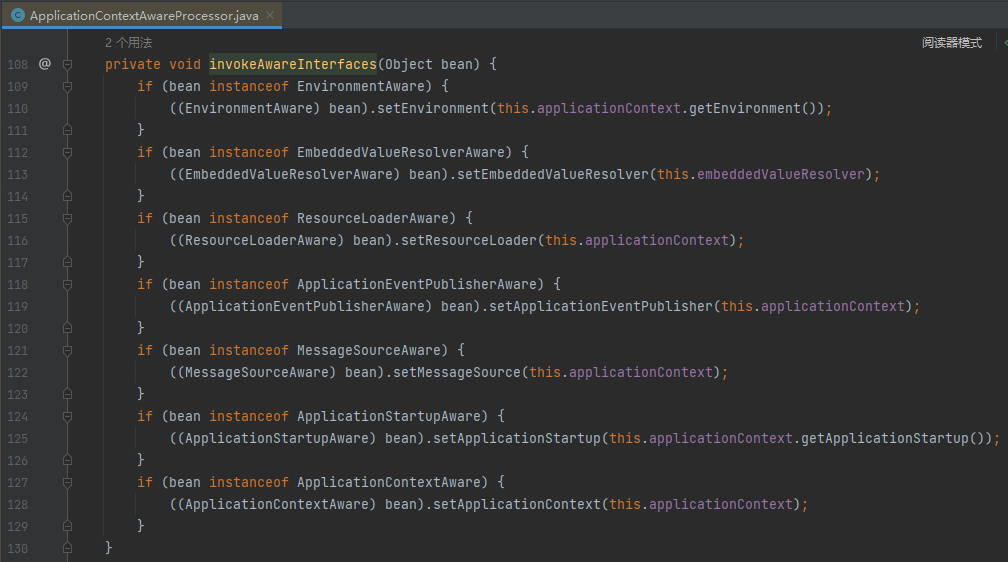 ApplicationContextAwareProcessor.java
2 个用法
阅读器模式
108 @ private void invokeAwareInterfaces(Object bean) {
109 if (bean instanceof EnvironmentAware) {
110 ((EnvironmentAware) bean).setEnvironment(this.applicationContext.getEnvironment());
111 }
112 if (bean instanceof EmbeddedValueResolverAware) {
113 ((EmbeddedValueResolverAware) bean).setEmbeddedValueResolver(this.embeddedValueResolver);
114 }
115 if (bean instanceof ResourceLoaderAware) {
116 ((ResourceLoaderAware) bean).setResourceLoader(this.applicationContext);
117 }
118 if (bean instanceof ApplicationEventPublisherAware) {
119 ((ApplicationEventPublisherAware) bean).setApplicationEventPublisher(this.applicationContext);
120 }
121 if (bean instanceof MessageSourceAware) {
122 ((MessageSourceAware) bean).setMessageSource(this.applicationContext);
123 }
124 if (bean instanceof ApplicationStartupAware) {
125 ((ApplicationStartupAware) bean).setApplicationStartup(this.applicationContext.getApplicationStartup());
126 }
127 if (bean instanceof ApplicationContextAware) {
128 ((ApplicationContextAware) bean).setApplicationContext(this.applicationContext);
129 }
130 }